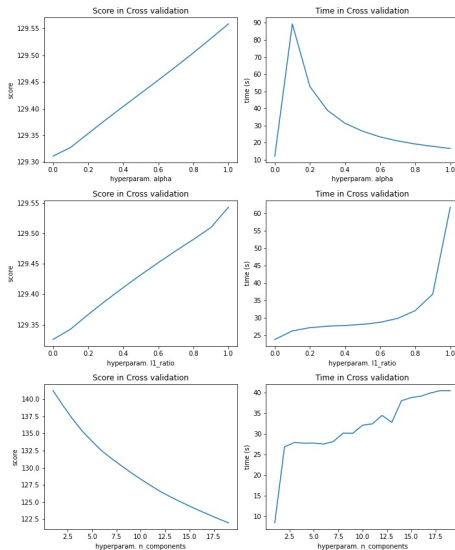 Score in Cross validation
129.55
129.50
129.45
129.40
129.35
129.30
score
0.0 0.2 0.4 0.6 0.8 1.0
hyperparam. alpha
Time in Cross validation
90
80
70
60
50
40
30
20
10
time (s)
0.0 0.2 0.4 0.6 0.8 1.0
hyperparam. alpha
Score in Cross validation
129.55
129.50
129.45
129.40
129.35
score
0.0 0.2 0.4 0.6 0.8 1.0
hyperparam. l1_ratio
Time in Cross validation
60
55
50
45
40
35
30
25
time (s)
0.0 0.2 0.4 0.6 0.8 1.0
hyperparam. l1_ratio
Score in Cross validation
140.0
137.5
135.0
132.5
130.0
127.5
125.0
122.5
score
2.5 5.0 7.5 10.0 12.5 15.0 17.5
hyperparam. n_components
Time in Cross validation
40
35
30
25
20
15
10
time (s)
2.5 5.0 7.5 10.0 12.5 15.0 17.5
hyperparam. n_components